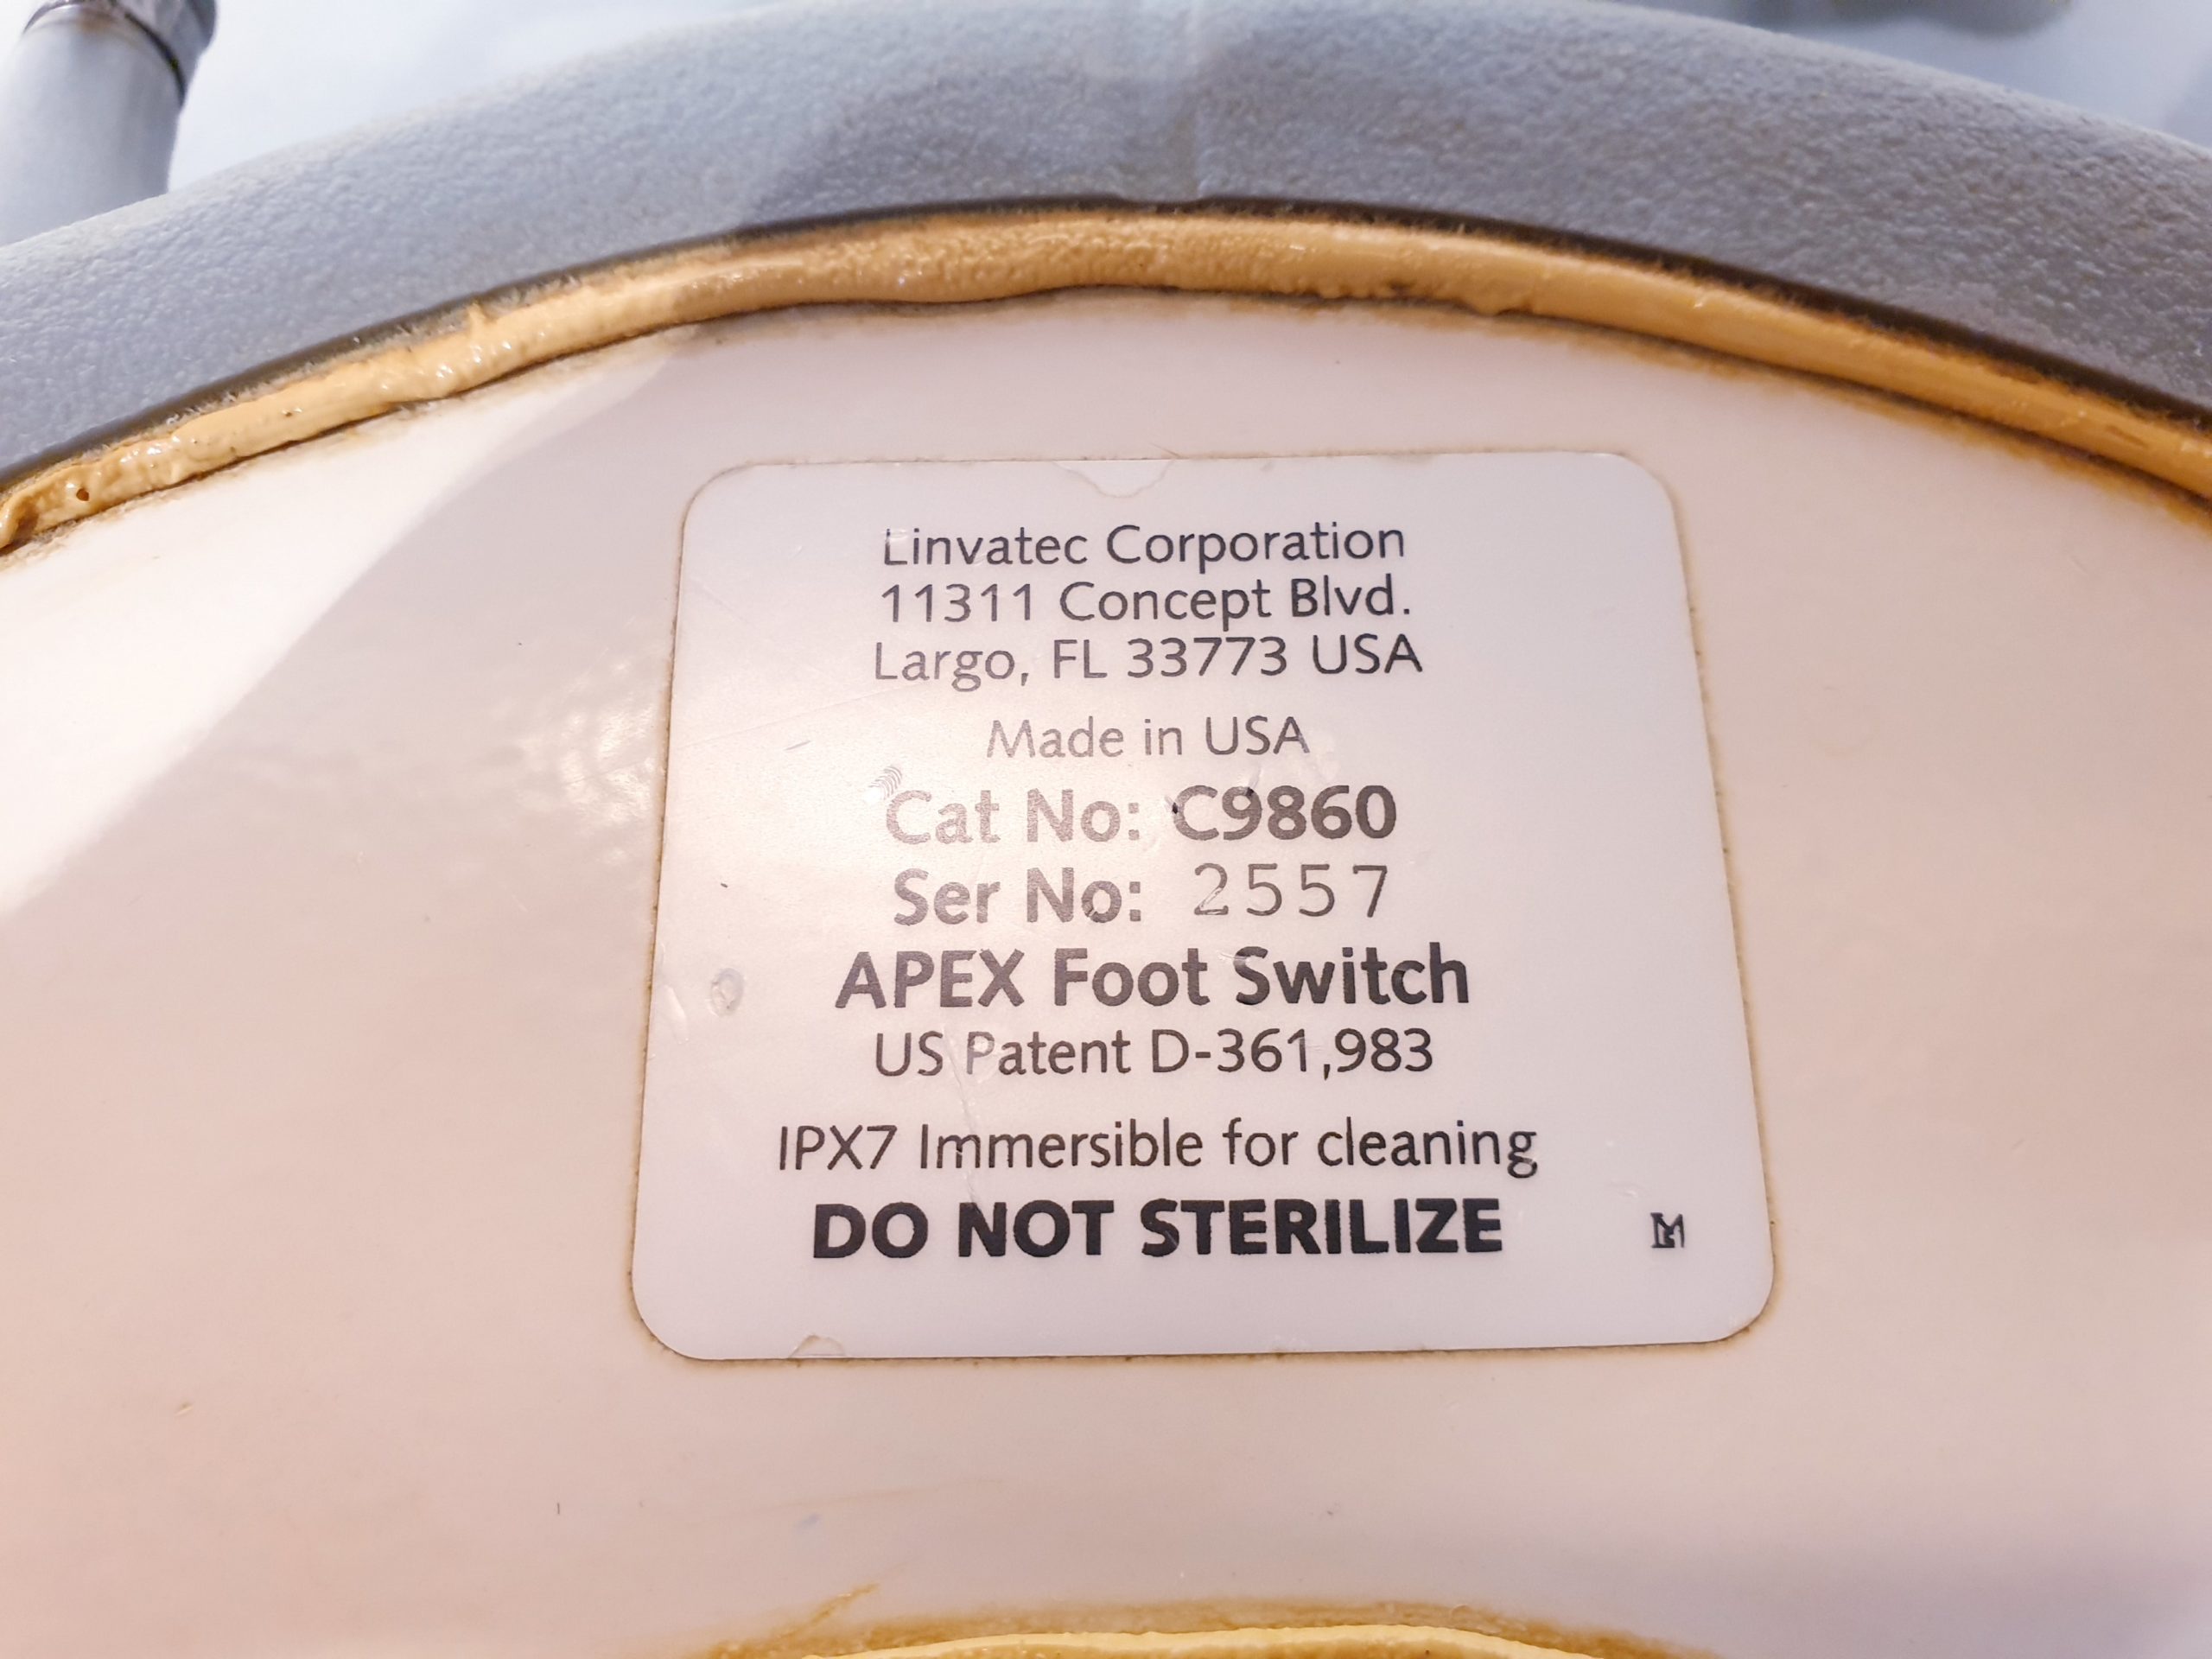 Linvatec Corporation
11311 Concept Blvd.
Largo, FL 33773 USA
Made in USA
Cat No: C9860
Ser No: 2557
APEX Foot Switch
US Patent D-361,983
IPX7 Immersible for cleaning
DO NOT STERILIZE